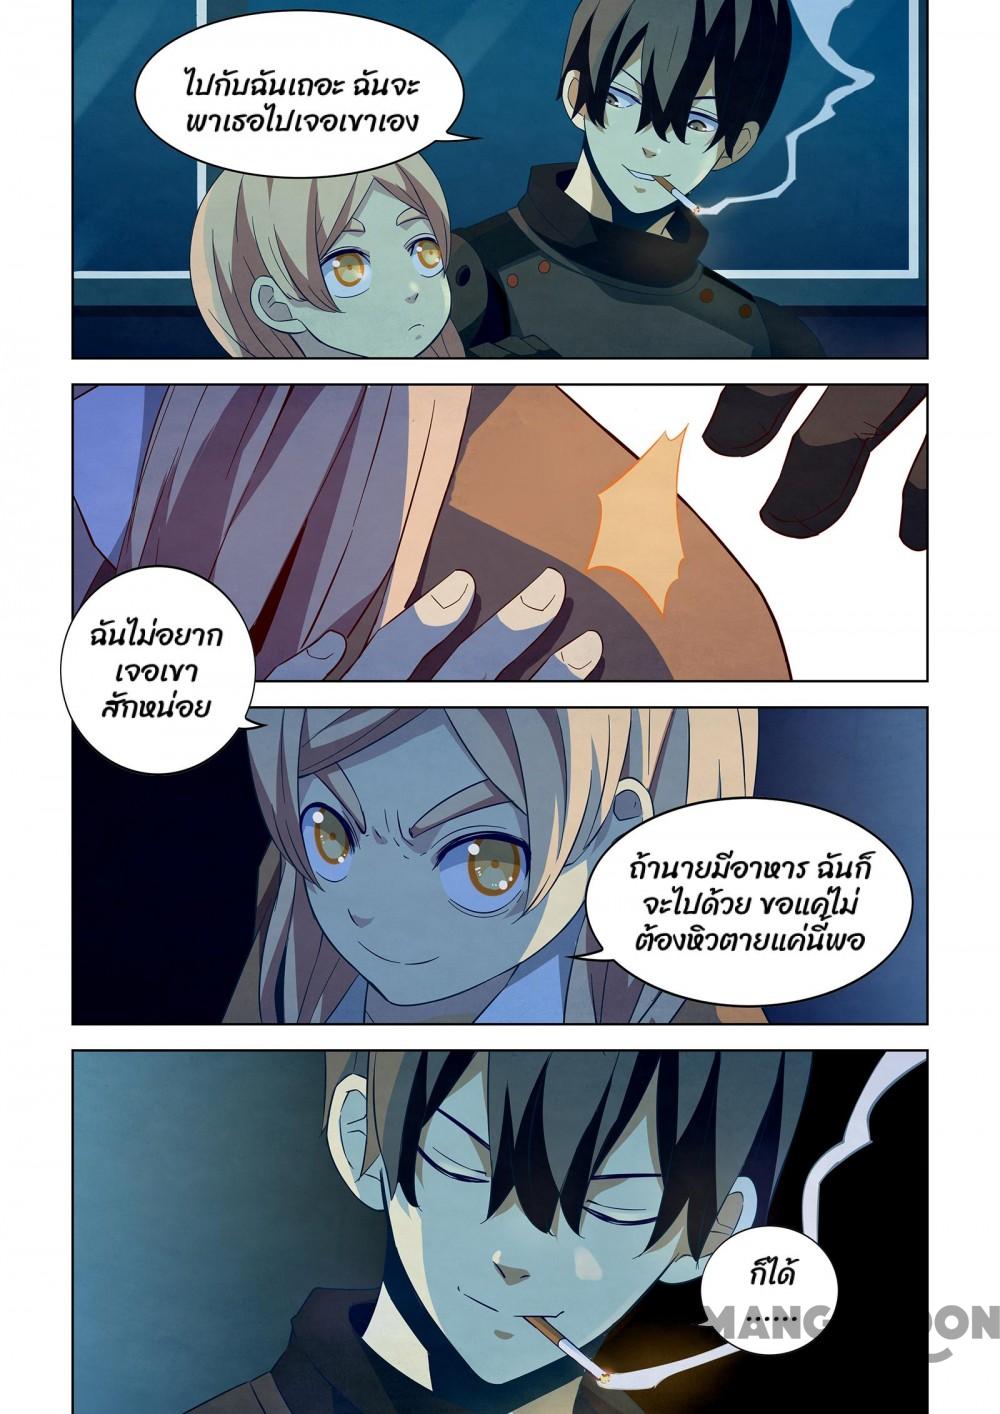 ไปกับฉันเถอะ ฉันจะ
พาเธอไปเจอเขาเอง
ฉันไม่อยาก
เจอเขา
สักหน่อย
ถ้านายมีอาหาร ฉันก็
จะไปด้วย ขอแค่ไม่
ต้องหิวตายแค่นี้พอ
ก็ได้
......